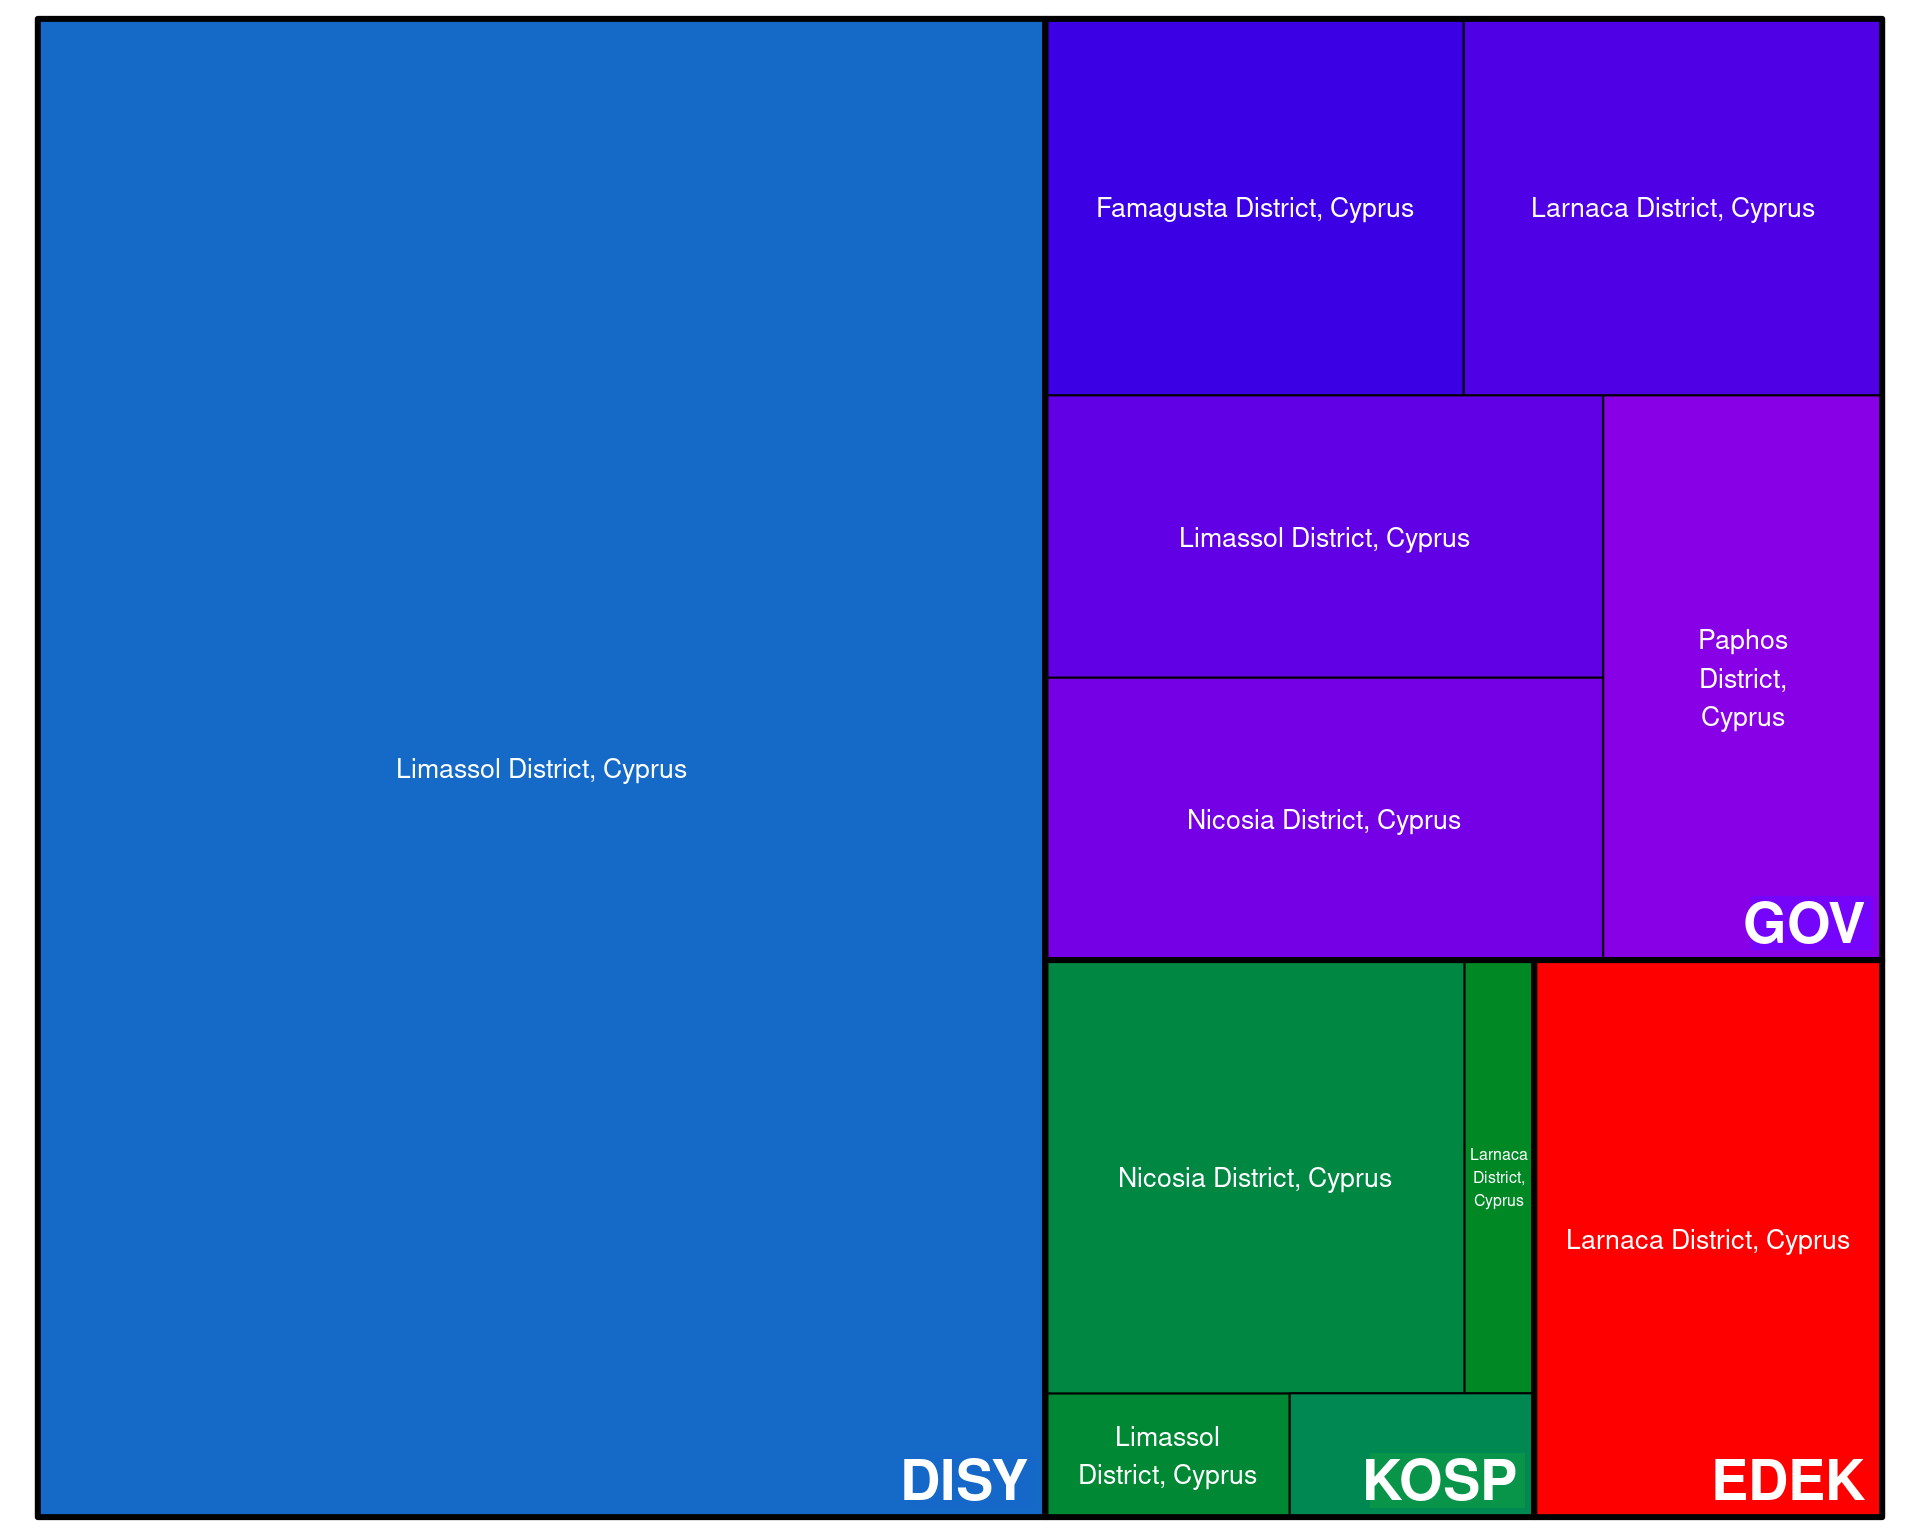 Limassol District, Cyprus
DISY
Famagusta District, Cyprus
Larnaca District, Cyprus
Limassol District, Cyprus
Nicosia District, Cyprus
Paphos
District,
Cyprus
GOV
Nicosia District, Cyprus
Larnaca
District,
Cyprus
Limassol
District, Cyprus
KOSP
Larnaca District, Cyprus
EDEK